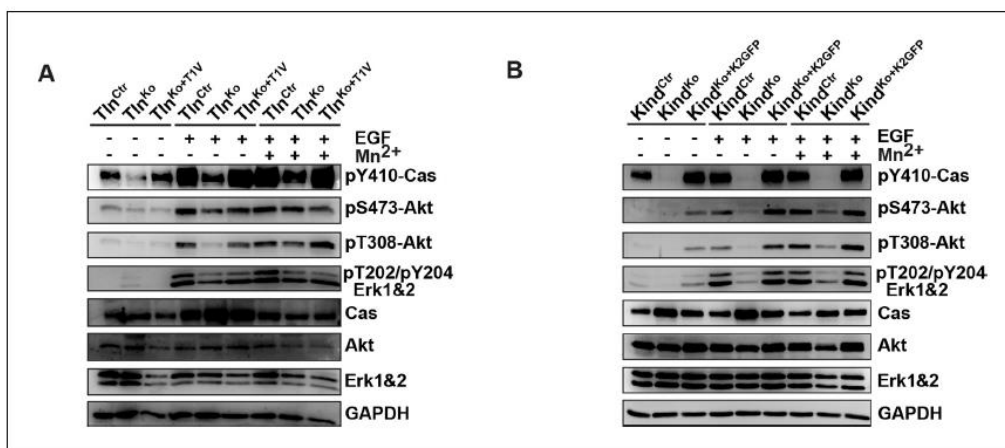 A
Tln^Ctr Tln^Ko Tln^Ko+T1V Tln^Ctr Tln^Ko Tln^Ko+T1V Tln^Ctr Tln^Ko Tln^Ko+T1V
- - - + + + + + + EGF
- - - - - - + + + Mn2+
pY410-Cas
pS473-Akt
pT308-Akt
pT202/pY204
Erk1&2
Cas
Akt
Erk1&2
GAPDH
B
Kind^Ctr Kind^Ko Kind^Ko+K2GFP Kind^Ctr Kind^Ko Kind^Ko+K2GFP Kind^Ctr Kind^Ko Kind^Ko+K2GFP
- - - + + + + + + EGF
- - - - - - + + + Mn2+
pY410-Cas
pS473-Akt
pT308-Akt
pT202/pY204
Erk1&2
Cas
Akt
Erk1&2
GAPDH